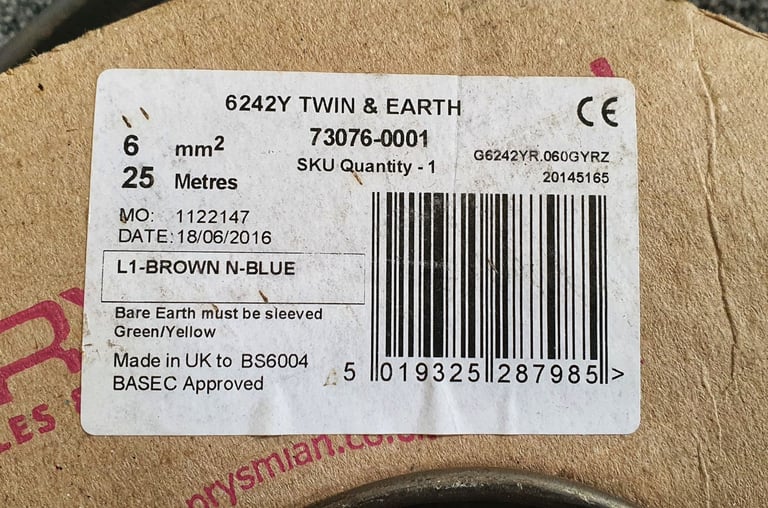 6242Y TWIN & EARTH
CE
6 mm2
73076-0001
G6242YR.060GYRZ
25 Metres
SKU Quantity - 1
20145165
MO: 1122147
DATE: 18/06/2016
L1-BROWN N-BLUE
Bare Earth must be sleeved
Green/Yellow
Made in UK to BS6004
BASEC Approved
5 019325 287985 >
prysmian.co